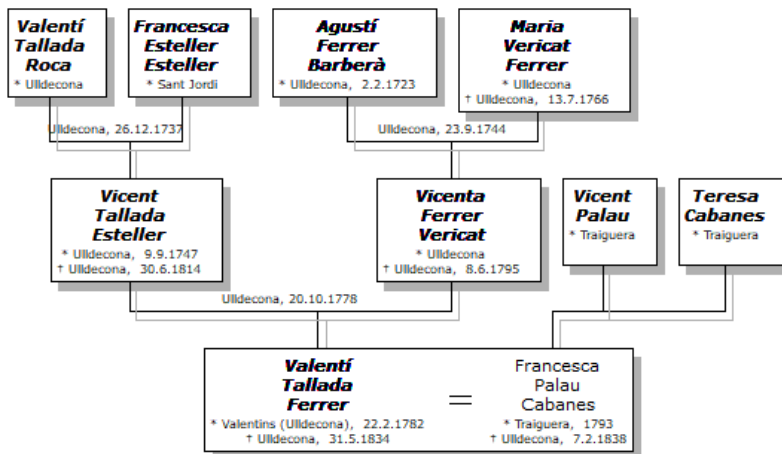 Valentí
Tallada
Roca
* Ulldecona
Francesca
Esteller
Esteller
* Sant Jordi
Agustí
Ferrer
Barberà
* Ulldecona, 2.2.1723
Maria
Vericat
Ferrer
* Ulldecona
† Ulldecona, 13.7.1766
Ulldecona, 26.12.1737
Ulldecona, 23.9.1744
Vicent
Tallada
Esteller
* Ulldecona, 9.9.1747
† Ulldecona, 30.6.1814
Vicenta
Ferrer
Vericat
* Ulldecona
† Ulldecona, 8.6.1795
Vicent
Palau
* Traiguera
Teresa
Cabanes
* Traiguera
Ulldecona, 20.10.1778
Valentí
Tallada
Ferrer
* Valentins (Ulldecona), 22.2.1782
† Ulldecona, 31.5.1834
=
Francesca
Palau
Cabanes
* Traiguera, 1793
† Ulldecona, 7.2.1838